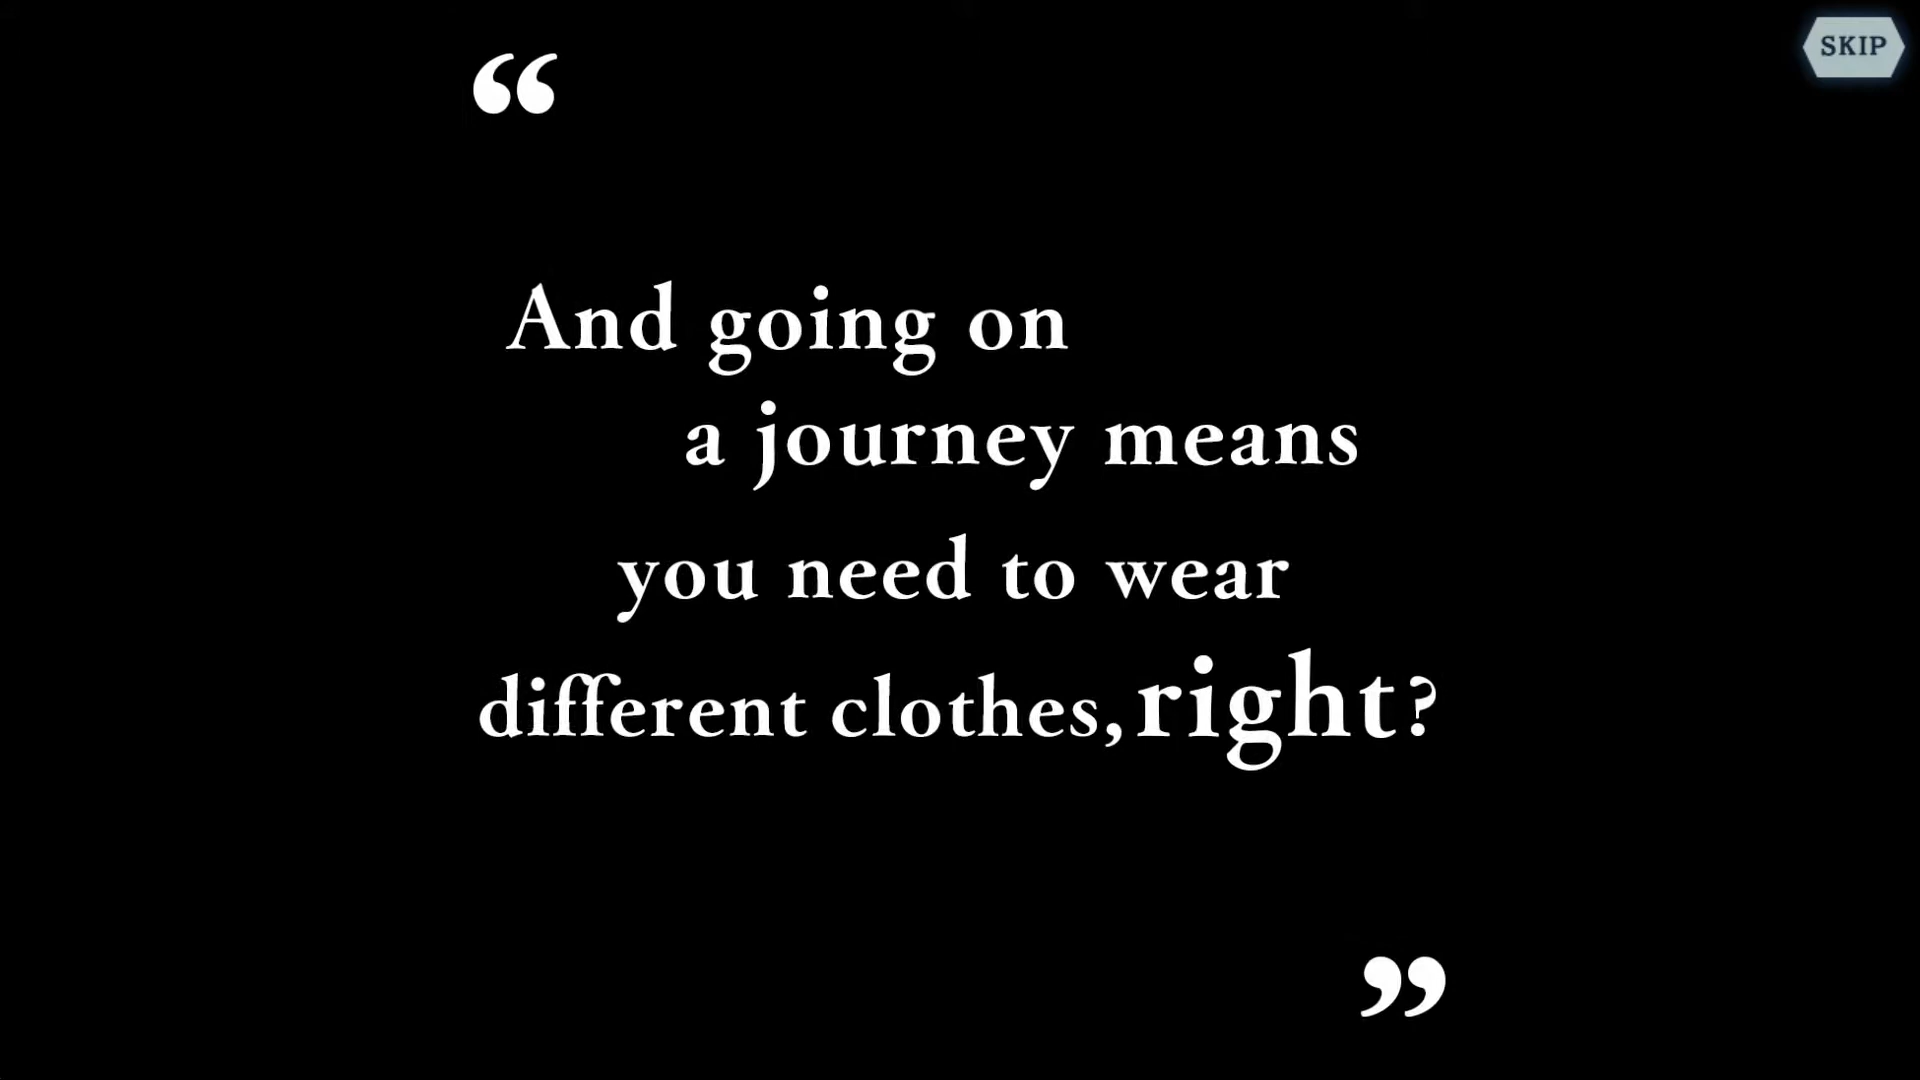 SKIP
“
And going on
a journey means
you need to wear
different clothes, right?
”